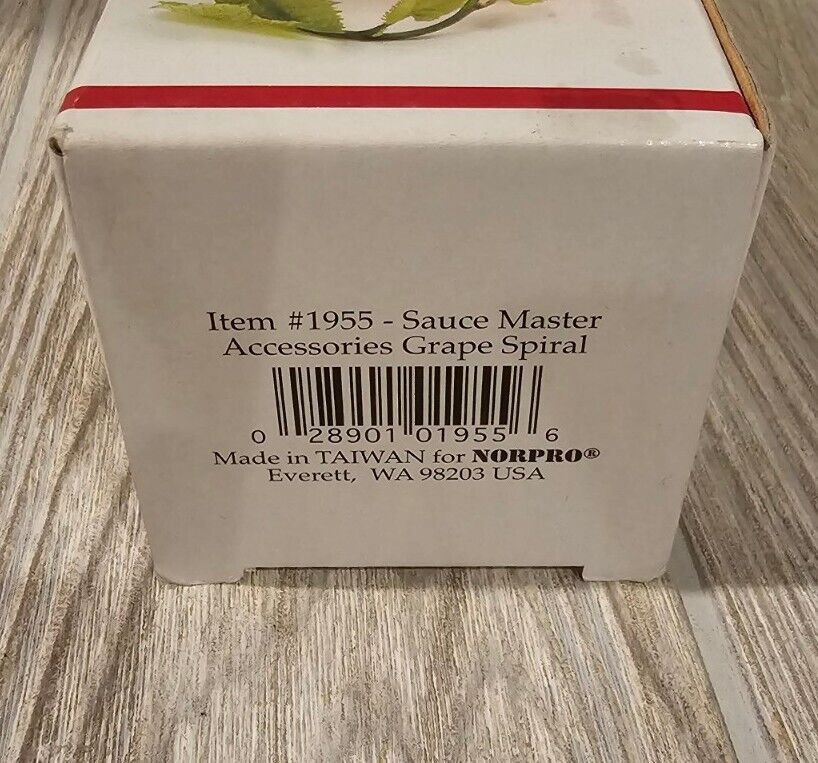 Item #1955 - Sauce Master
Accessories Grape Spiral
0 28901 01955 6
Made in TAIWAN for NORPRO®
Everett, WA 98203 USA